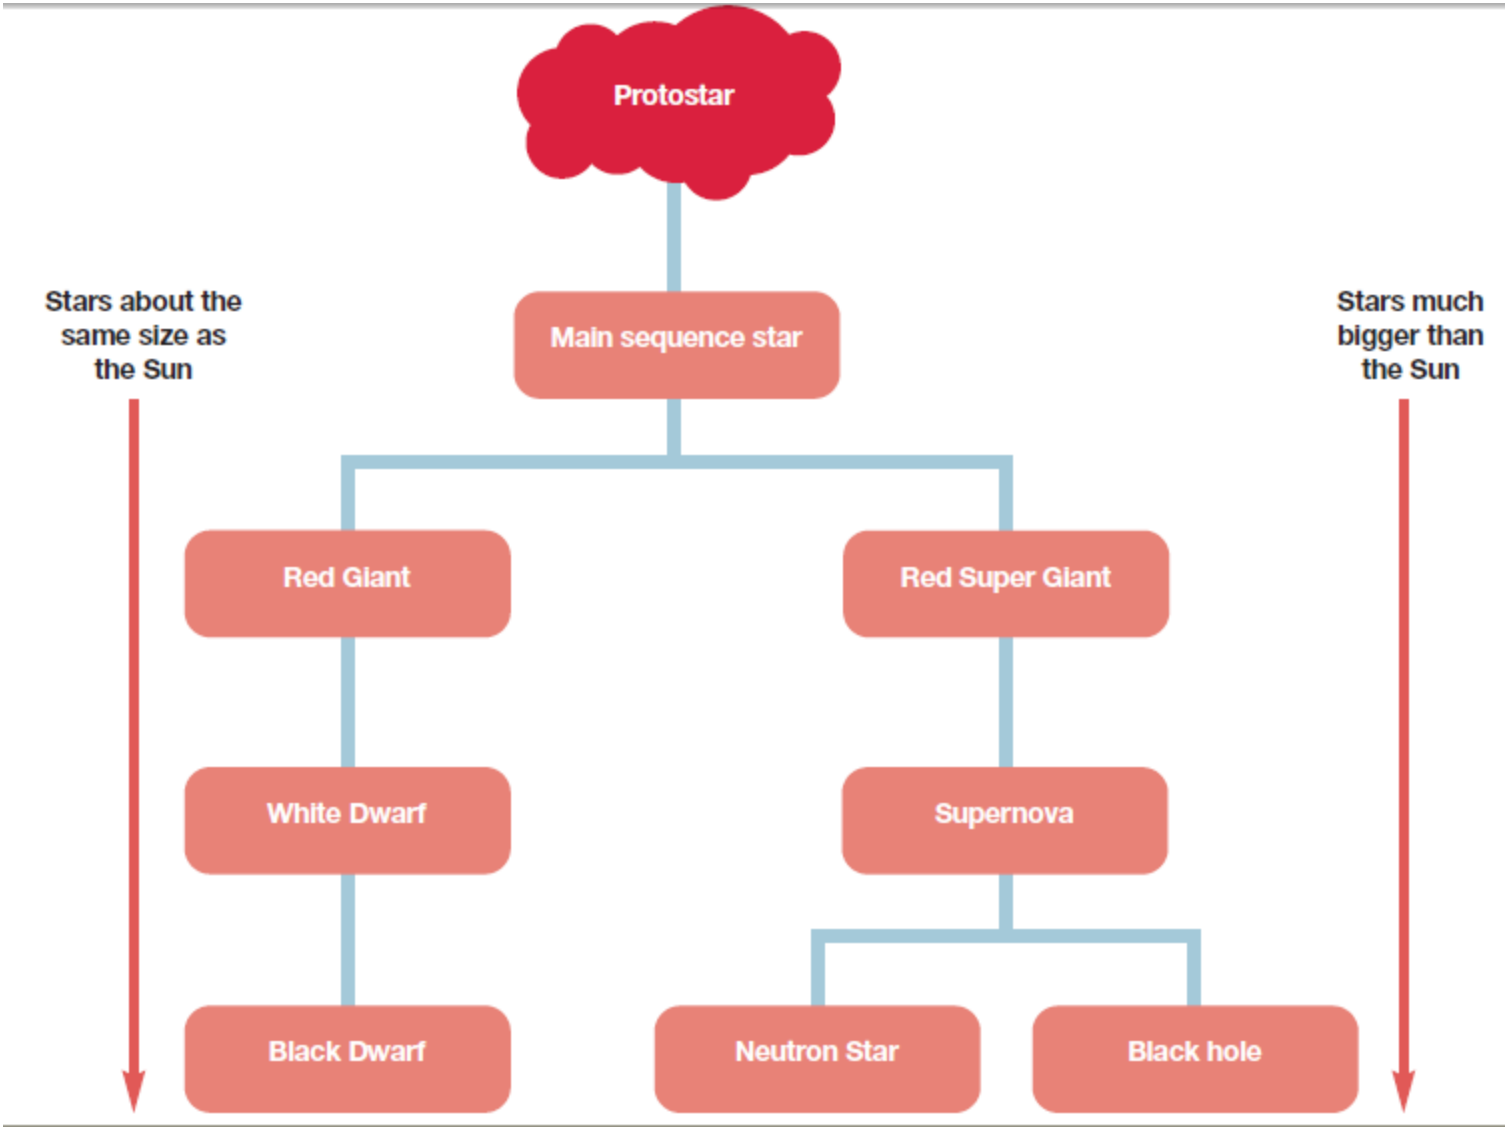 Protostar
Stars about the
same size as
the Sun
Main sequence star
Stars much
bigger than
the Sun
Red Giant
Red Super Giant
White Dwarf
Supernova
Black Dwarf
Neutron Star
Black hole